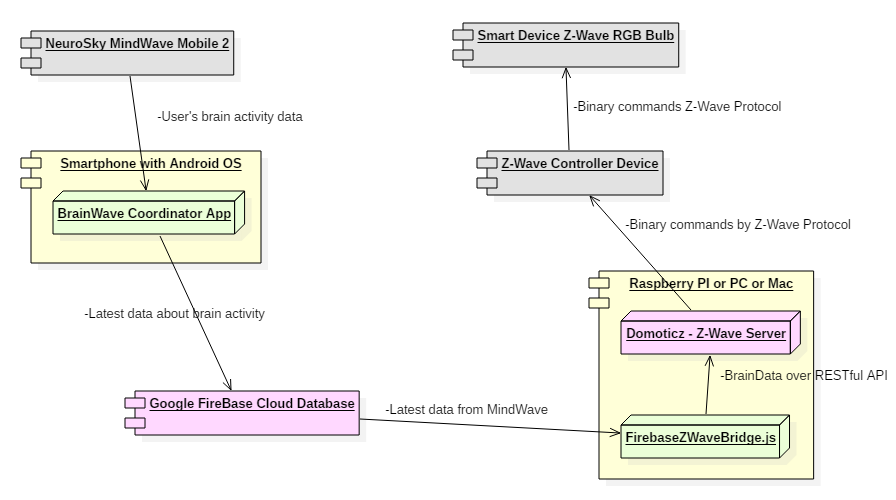 NeuroSky MindWave Mobile 2
-User's brain activity data
Smartphone with Android OS
BrainWave Coordinator App
-Latest data about brain activity
Google FireBase Cloud Database
-Latest data from MindWave
Smart Device Z-Wave RGB Bulb
-Binary commands Z-Wave Protocol
Z-Wave Controller Device
-Binary commands by Z-Wave Protocol
Raspberry PI or PC or Mac
Domoticz - Z-Wave Server
-BrainData over RESTful API
FirebaseZWaveBridge.js